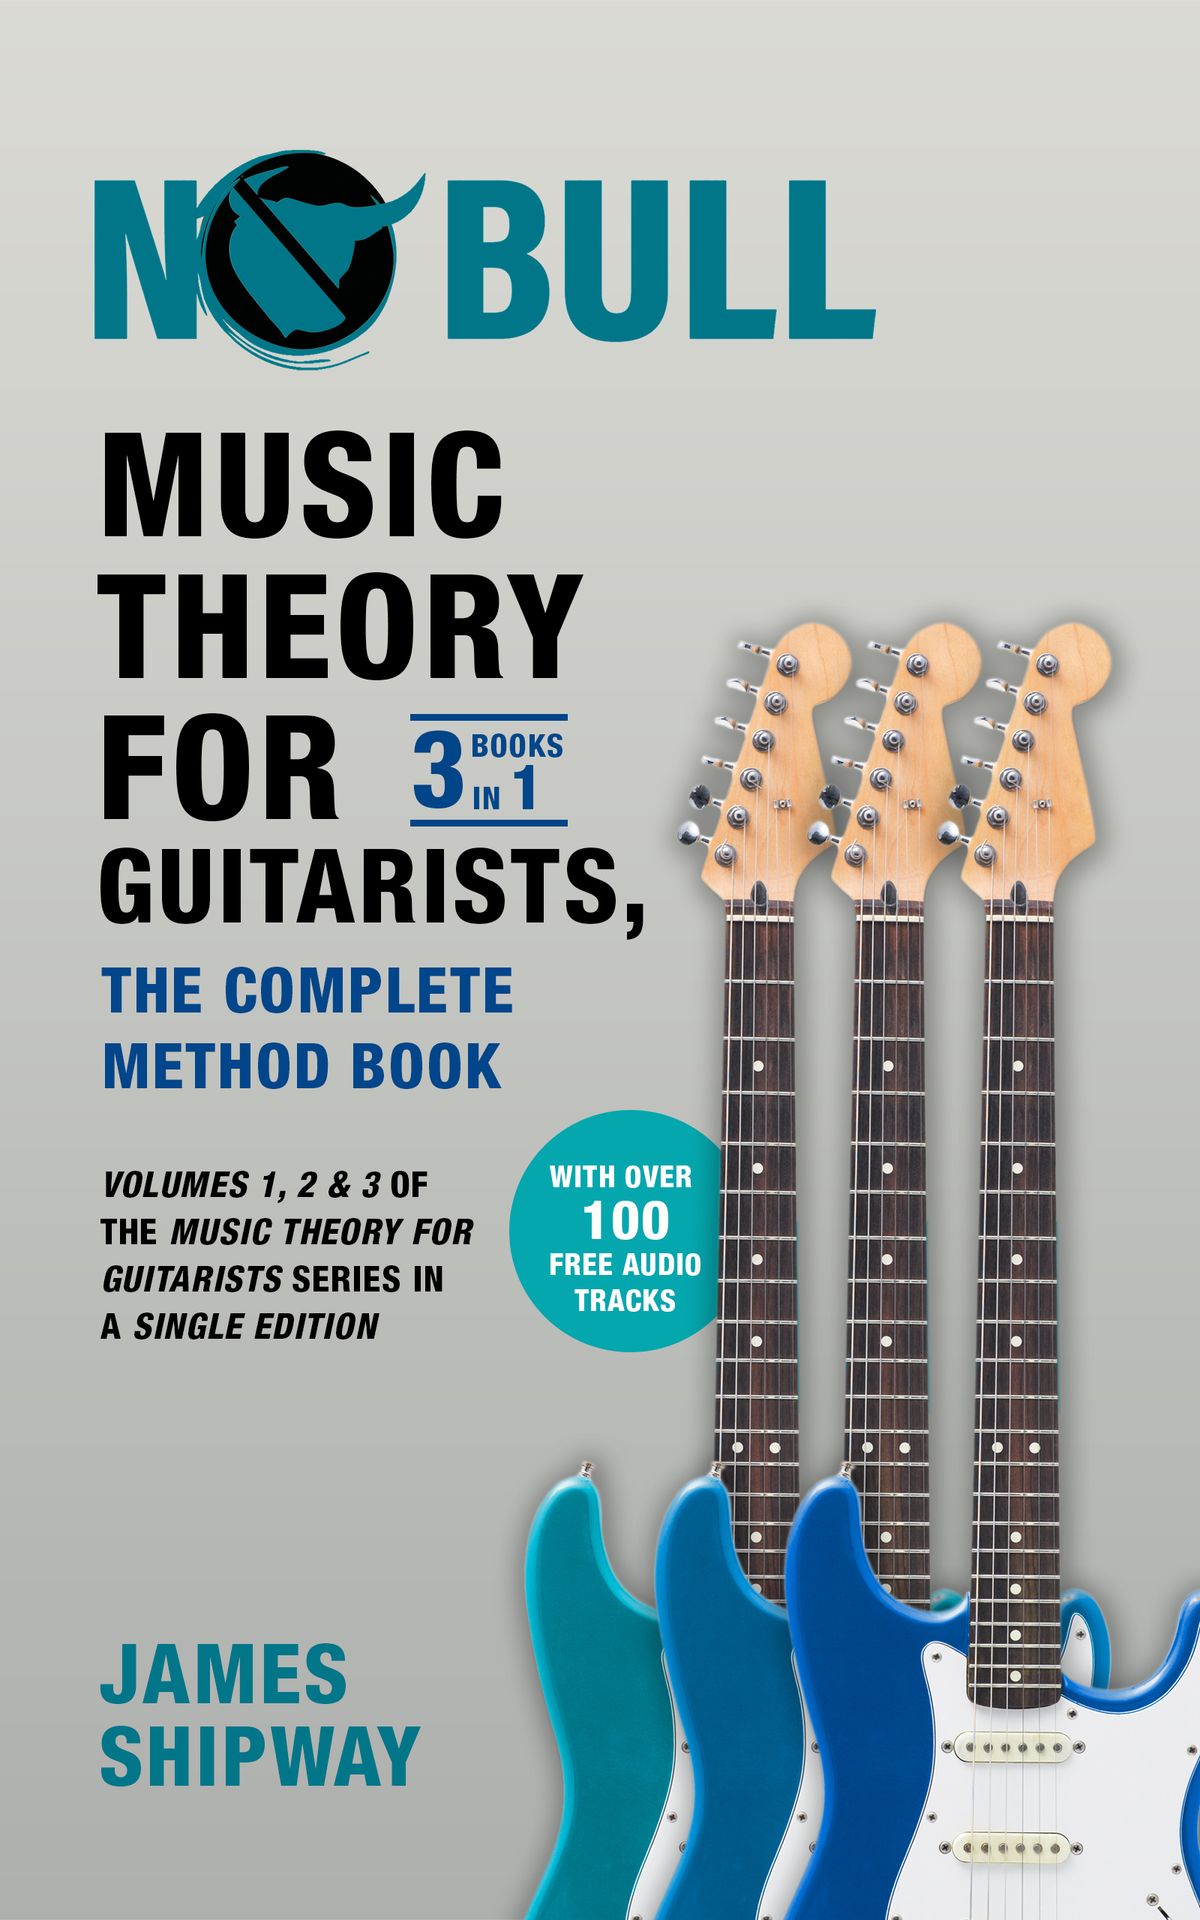 NO BULL
MUSIC
THEORY
FOR
3 BOOKS
IN 1
GUITARISTS,
THE COMPLETE
METHOD BOOK
VOLUMES 1, 2 & 3 OF
THE MUSIC THEORY FOR
GUITARISTS SERIES IN
A SINGLE EDITION
WITH OVER
100
FREE AUDIO
TRACKS
JAMES
SHIPWAY